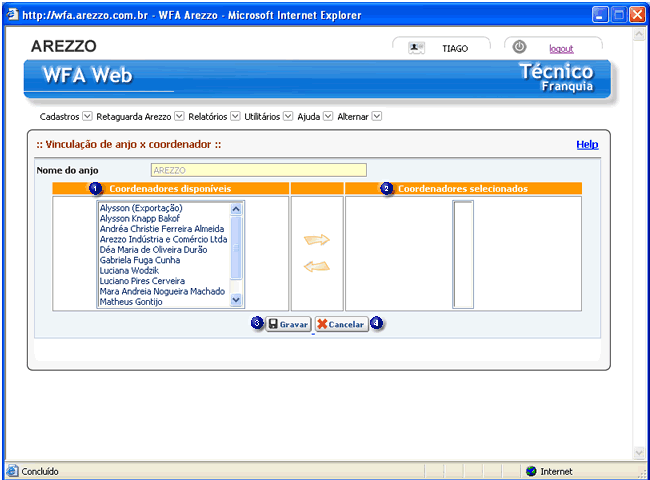 http://wfa.arezzo.com.br - WFA Arezzo - Microsoft Internet Explorer
AREZZO
TIAGO
logout
WFA Web
Técnico
Franquia
Cadastros Retaguarda Arezzo Relatórios Utilitários Ajuda Alternar
:: Vinculação de anjo x coordenador ::
Help
Nome do anjo
AREZZO
1 Coordenadores disponíveis
2 Coordenadores selecionados
Alysson (Exportação)
Alysson Knapp Bakof
Andréa Christie Ferreira Almeida
Arezzo Indústria e Comércio Ltda
Déa Maria de Oliveira Durão
Gabriela Fuga Cunha
Luciana Wodzik
Luciano Pires Cerveira
Mara Andreia Nogueira Machado
Matheus Gontijo
3 Gravar Cancelar 4
Concluído
Internet